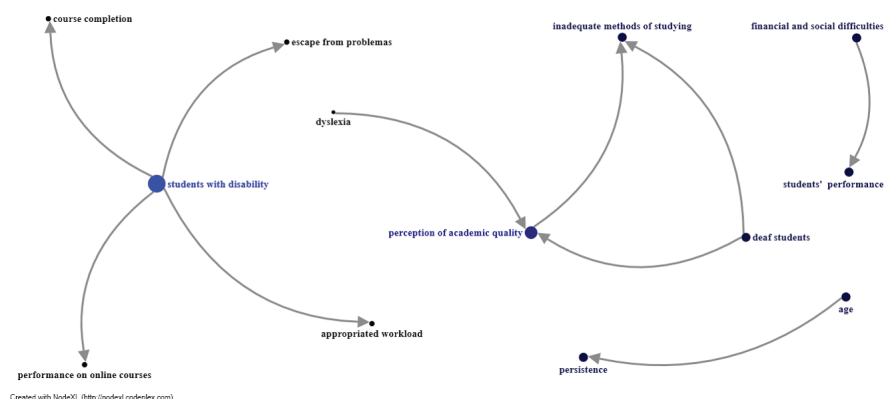 course completion
inadequate methods of studying
financial and social difficulties
escape from problemas
dyslexia
students with disability
students' performance
perception of academic quality
deaf students
age
appropriated workload
persistence
performance on online courses
Created with NodeXL (http://nodexl.codeplex.com)